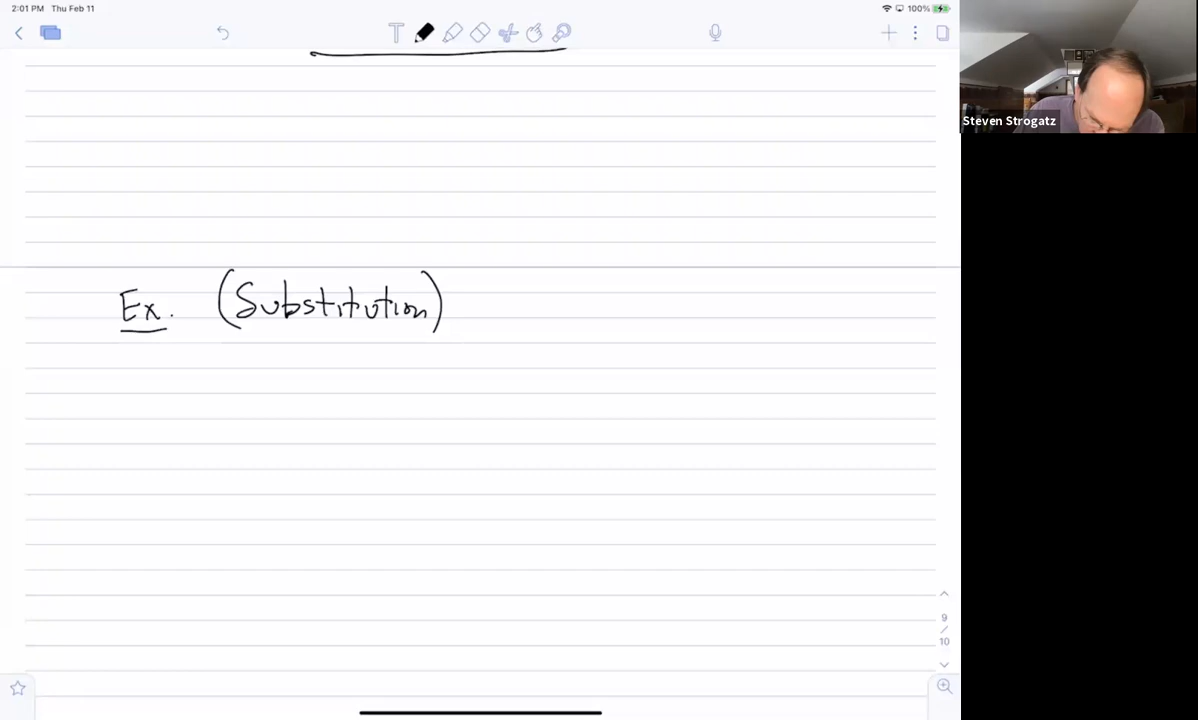 2:01 PM Thu Feb 11
100%
T
Steven Strogatz
Ex. (Substitution)
9
/
10